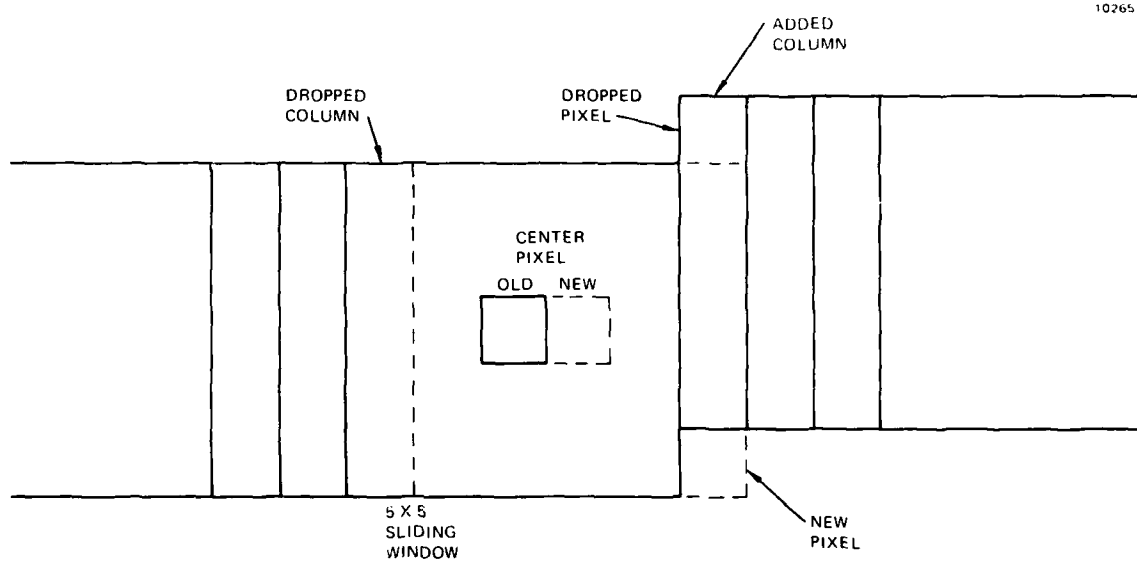 10265
ADDED
COLUMN
DROPPED
COLUMN
DROPPED
PIXEL
CENTER
PIXEL
OLD NEW
5 X 5
SLIDING
WINDOW
NEW
PIXEL